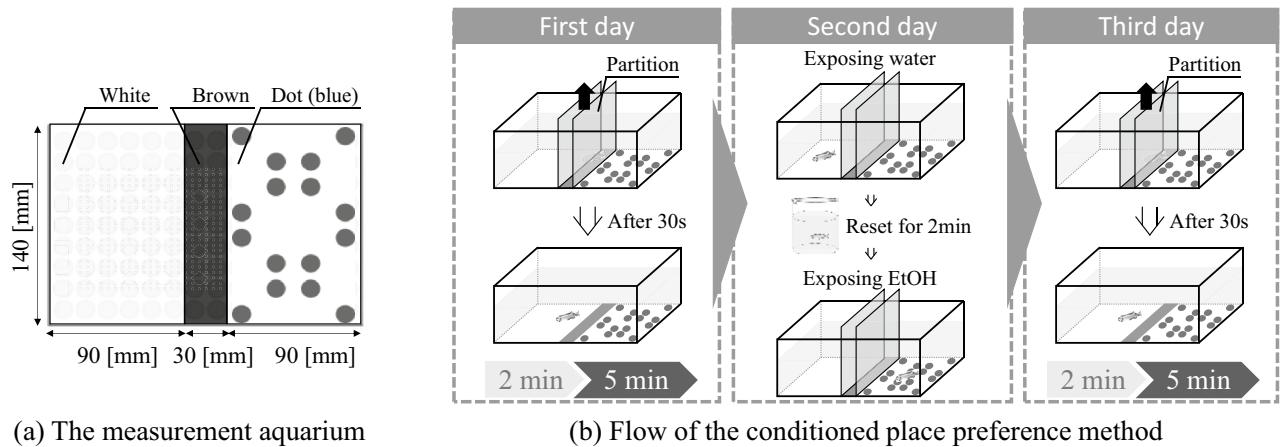 White
Brown
Dot (blue)
140 [mm]
90 [mm]
30 [mm]
90 [mm]
(a) The measurement aquarium
First day
Partition
After 30s
2 min
5 min
Second day
Exposing water
Reset for 2min
Exposing EtOH
Third day
Partition
After 30s
2 min
5 min
(b) Flow of the conditioned place preference method